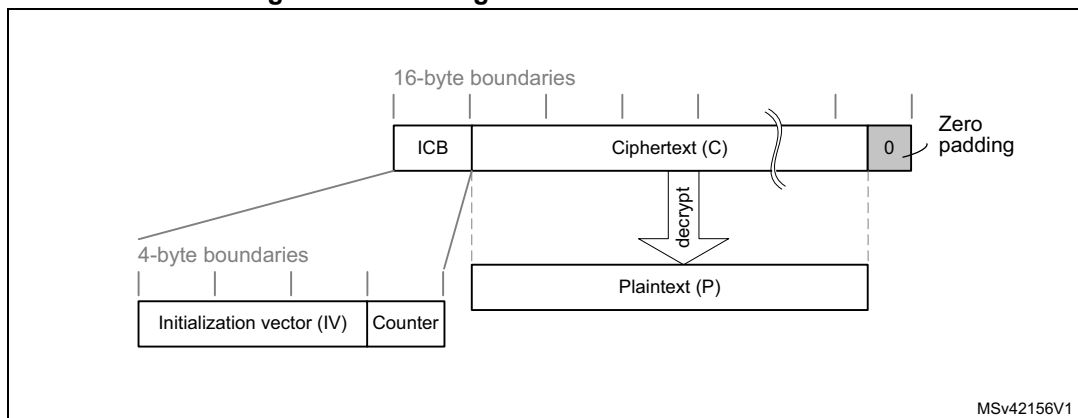 16-byte boundaries
ICB
Ciphertext (C)
0
Zero
padding
decrypt
4-byte boundaries
Initialization vector (IV)
Counter
Plaintext (P)
MSv42156V1